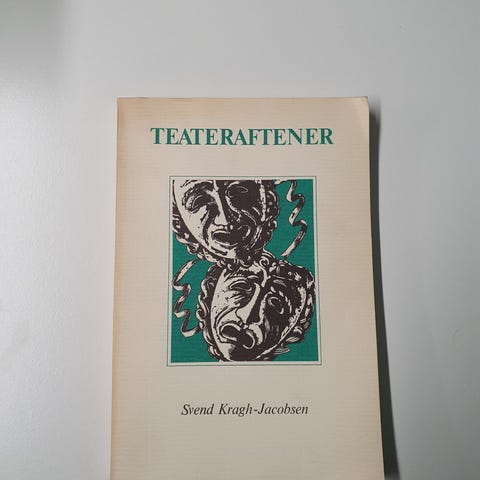 TEATERAFTENER
Svend Kragh-Jacobsen